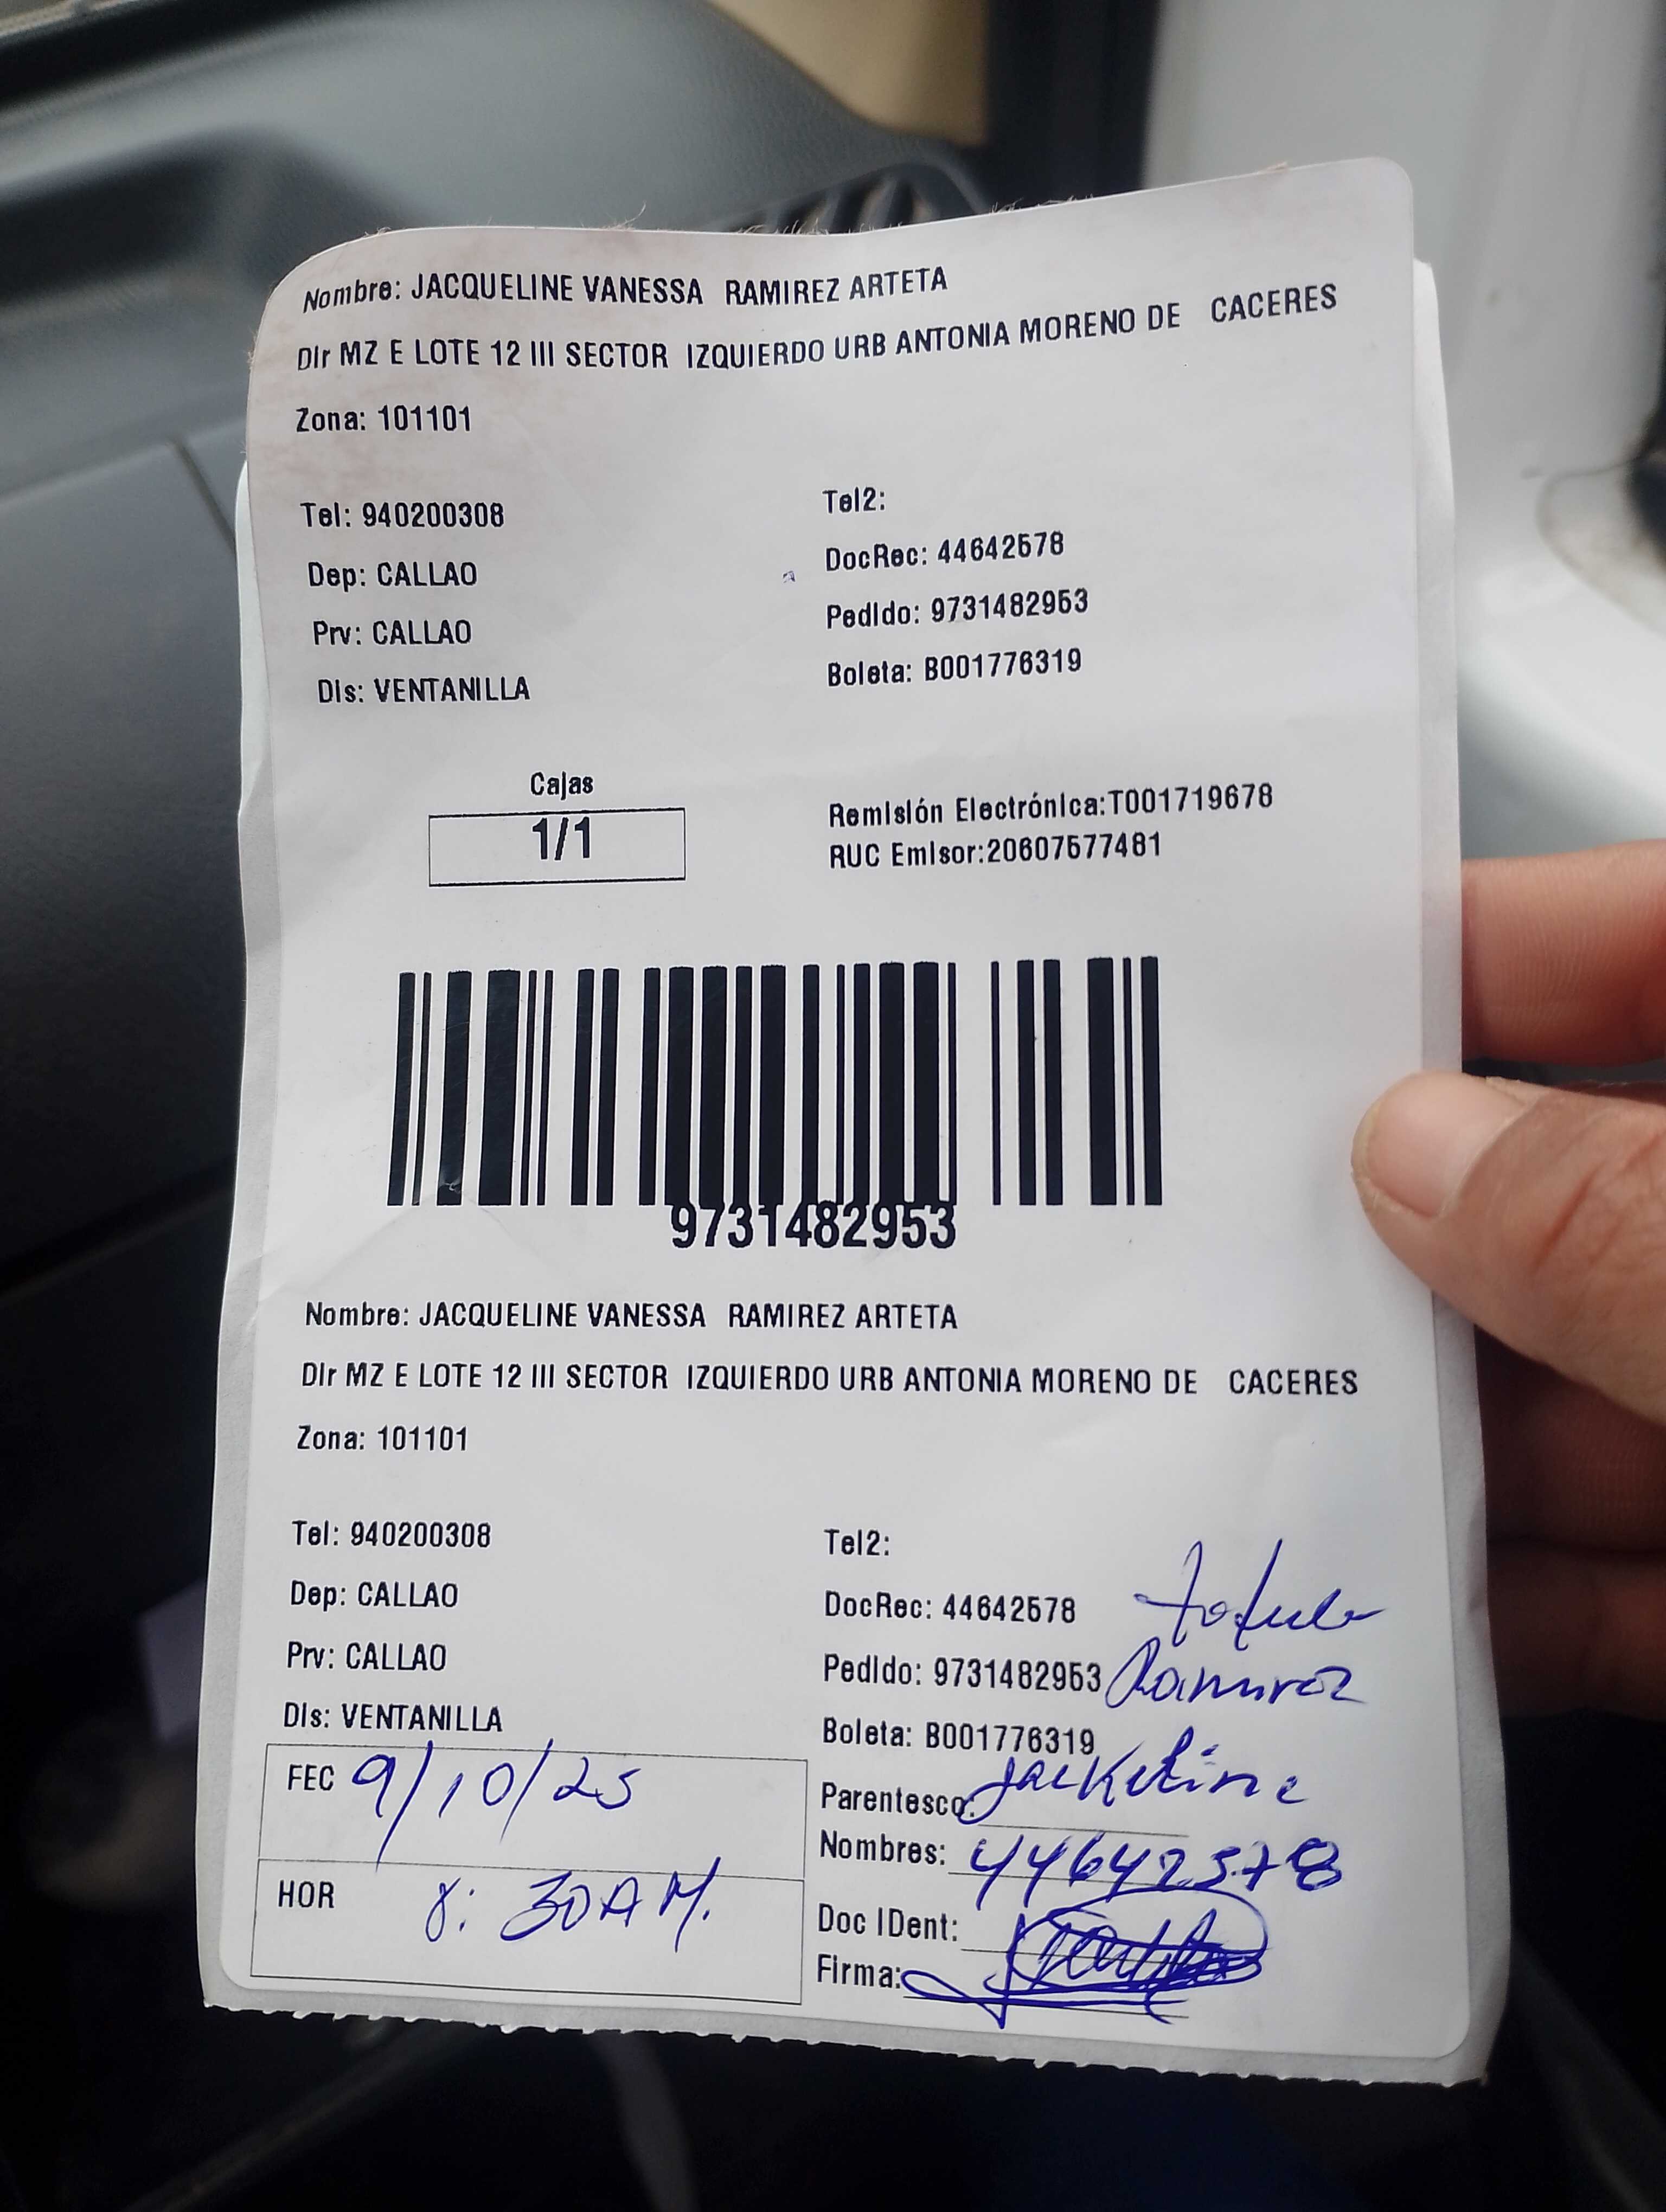 Nombre: JACQUELINE VANESSA RAMIREZ ARTETA
Dir MZ E LOTE 12 III SECTOR IZQUIERDO URB ANTONIA MORENO DE CACERES
Zona: 101101
Tel: 940200308
Tel2:
Dep: CALLAO
DocRec: 44642578
Prv: CALLAO
Pedido: 9731482953
Dis: VENTANILLA
Boleta: B001776319
Cajas
1/1
Remisión Electrónica:T001719678
RUC Emisor:20607577481
9731482953
Nombre: JACQUELINE VANESSA RAMIREZ ARTETA
Dir MZ E LOTE 12 III SECTOR IZQUIERDO URB ANTONIA MORENO DE CACERES
Zona: 101101
Tel: 940200308
Tel2:
Dep: CALLAO
DocRec: 44642578
Prv: CALLAO
Pedido: 9731482953 Ramirez
Dis: VENTANILLA
Boleta: B001776319
FEC 9/10/25
Parentesco: Jackeline
Nombres: 44642578
HOR 8:30AM.
Doc IDent:
Firma: